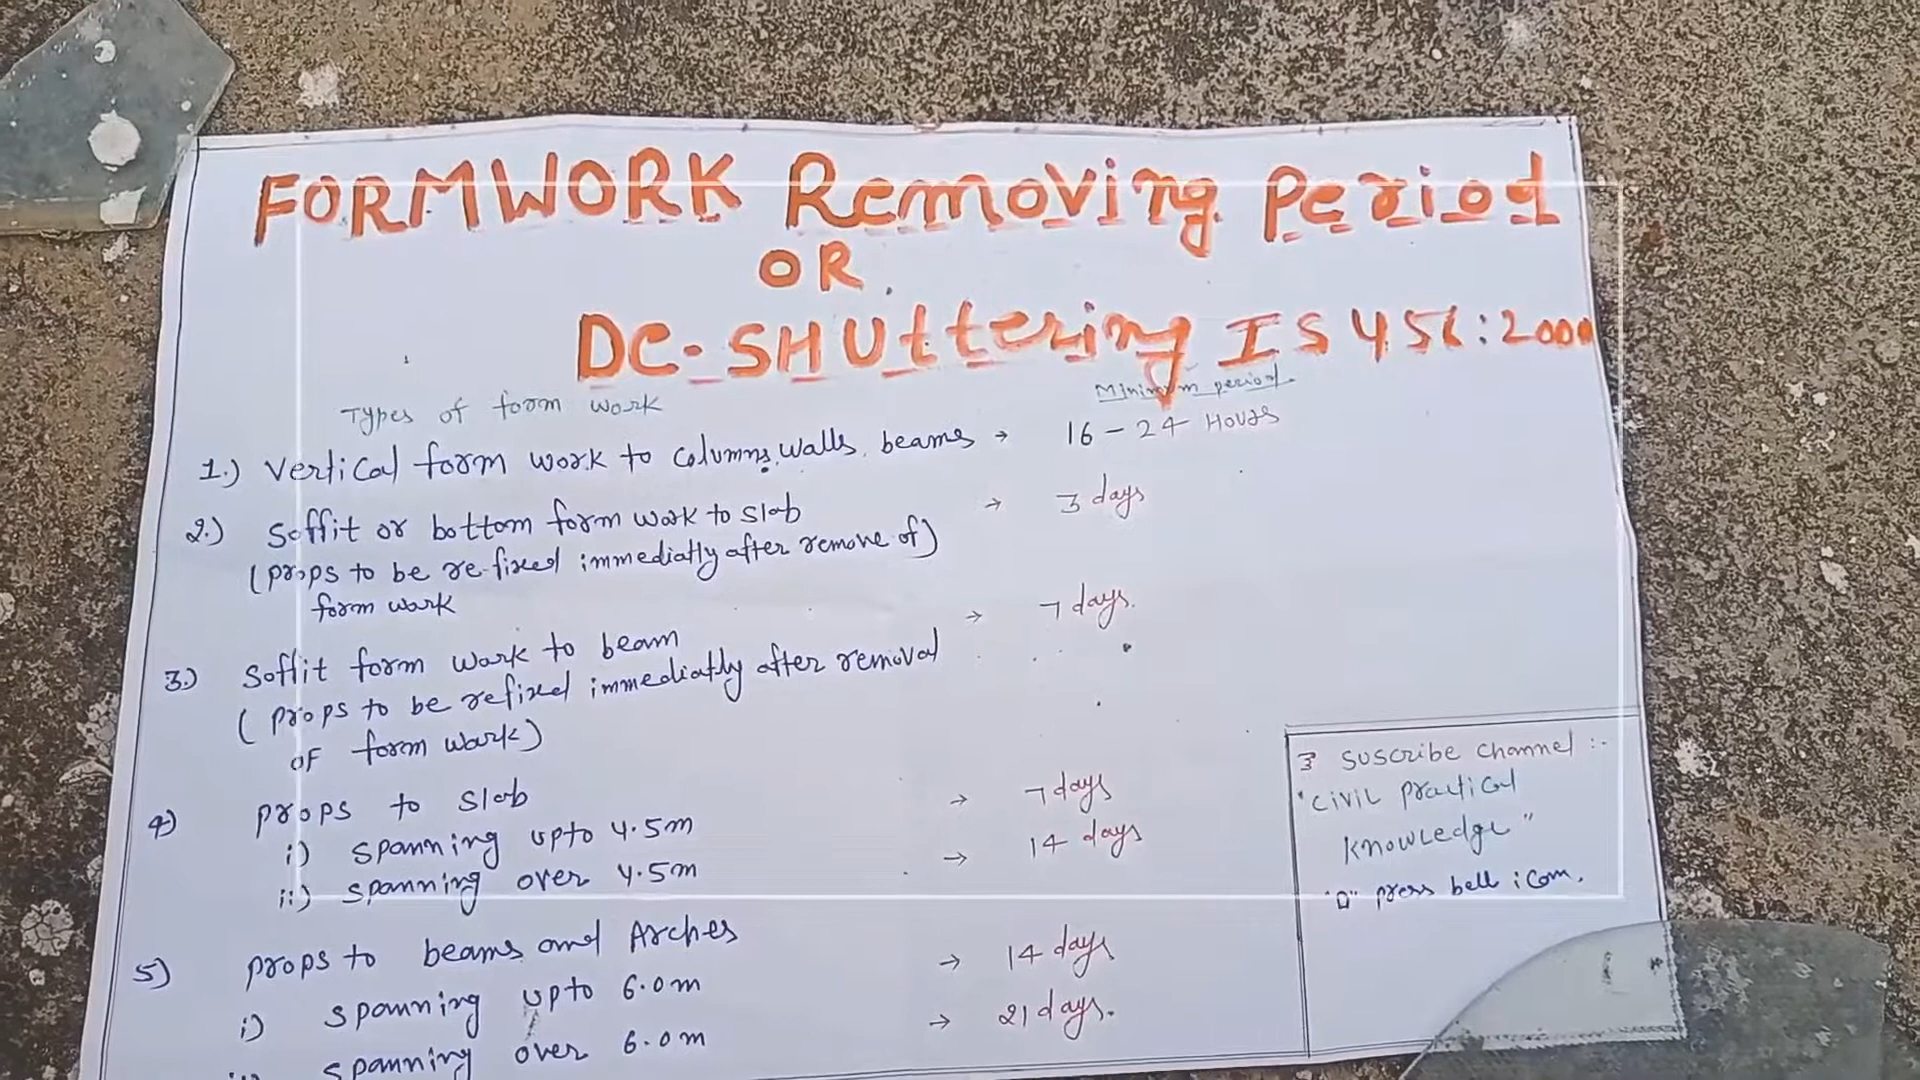 FORMWORK Removing Period
OR
DE-SHUttering IS 456:2000
Types of form work
Minimum period
1.) Vertical form work to columns, walls, beams → 16 - 24 Hours
2.) Soffit or bottom form work to slab → 3 days
(props to be re-fixed immediatly after remove of)
form work
3.) Soffit form work to beam → 7 days.
(props to be refixed immediatly after removal
of form work)
4) props to slab
i) spanning upto 4.5m → 7 days
ii) spanning over 4.5m → 14 days
5) props to beams and Arches
i) spanning upto 6.0m → 14 days
spanning over 6.0m → 21 days.
suscribe channel :-
"civil practical
knowledge"
press bell icom.